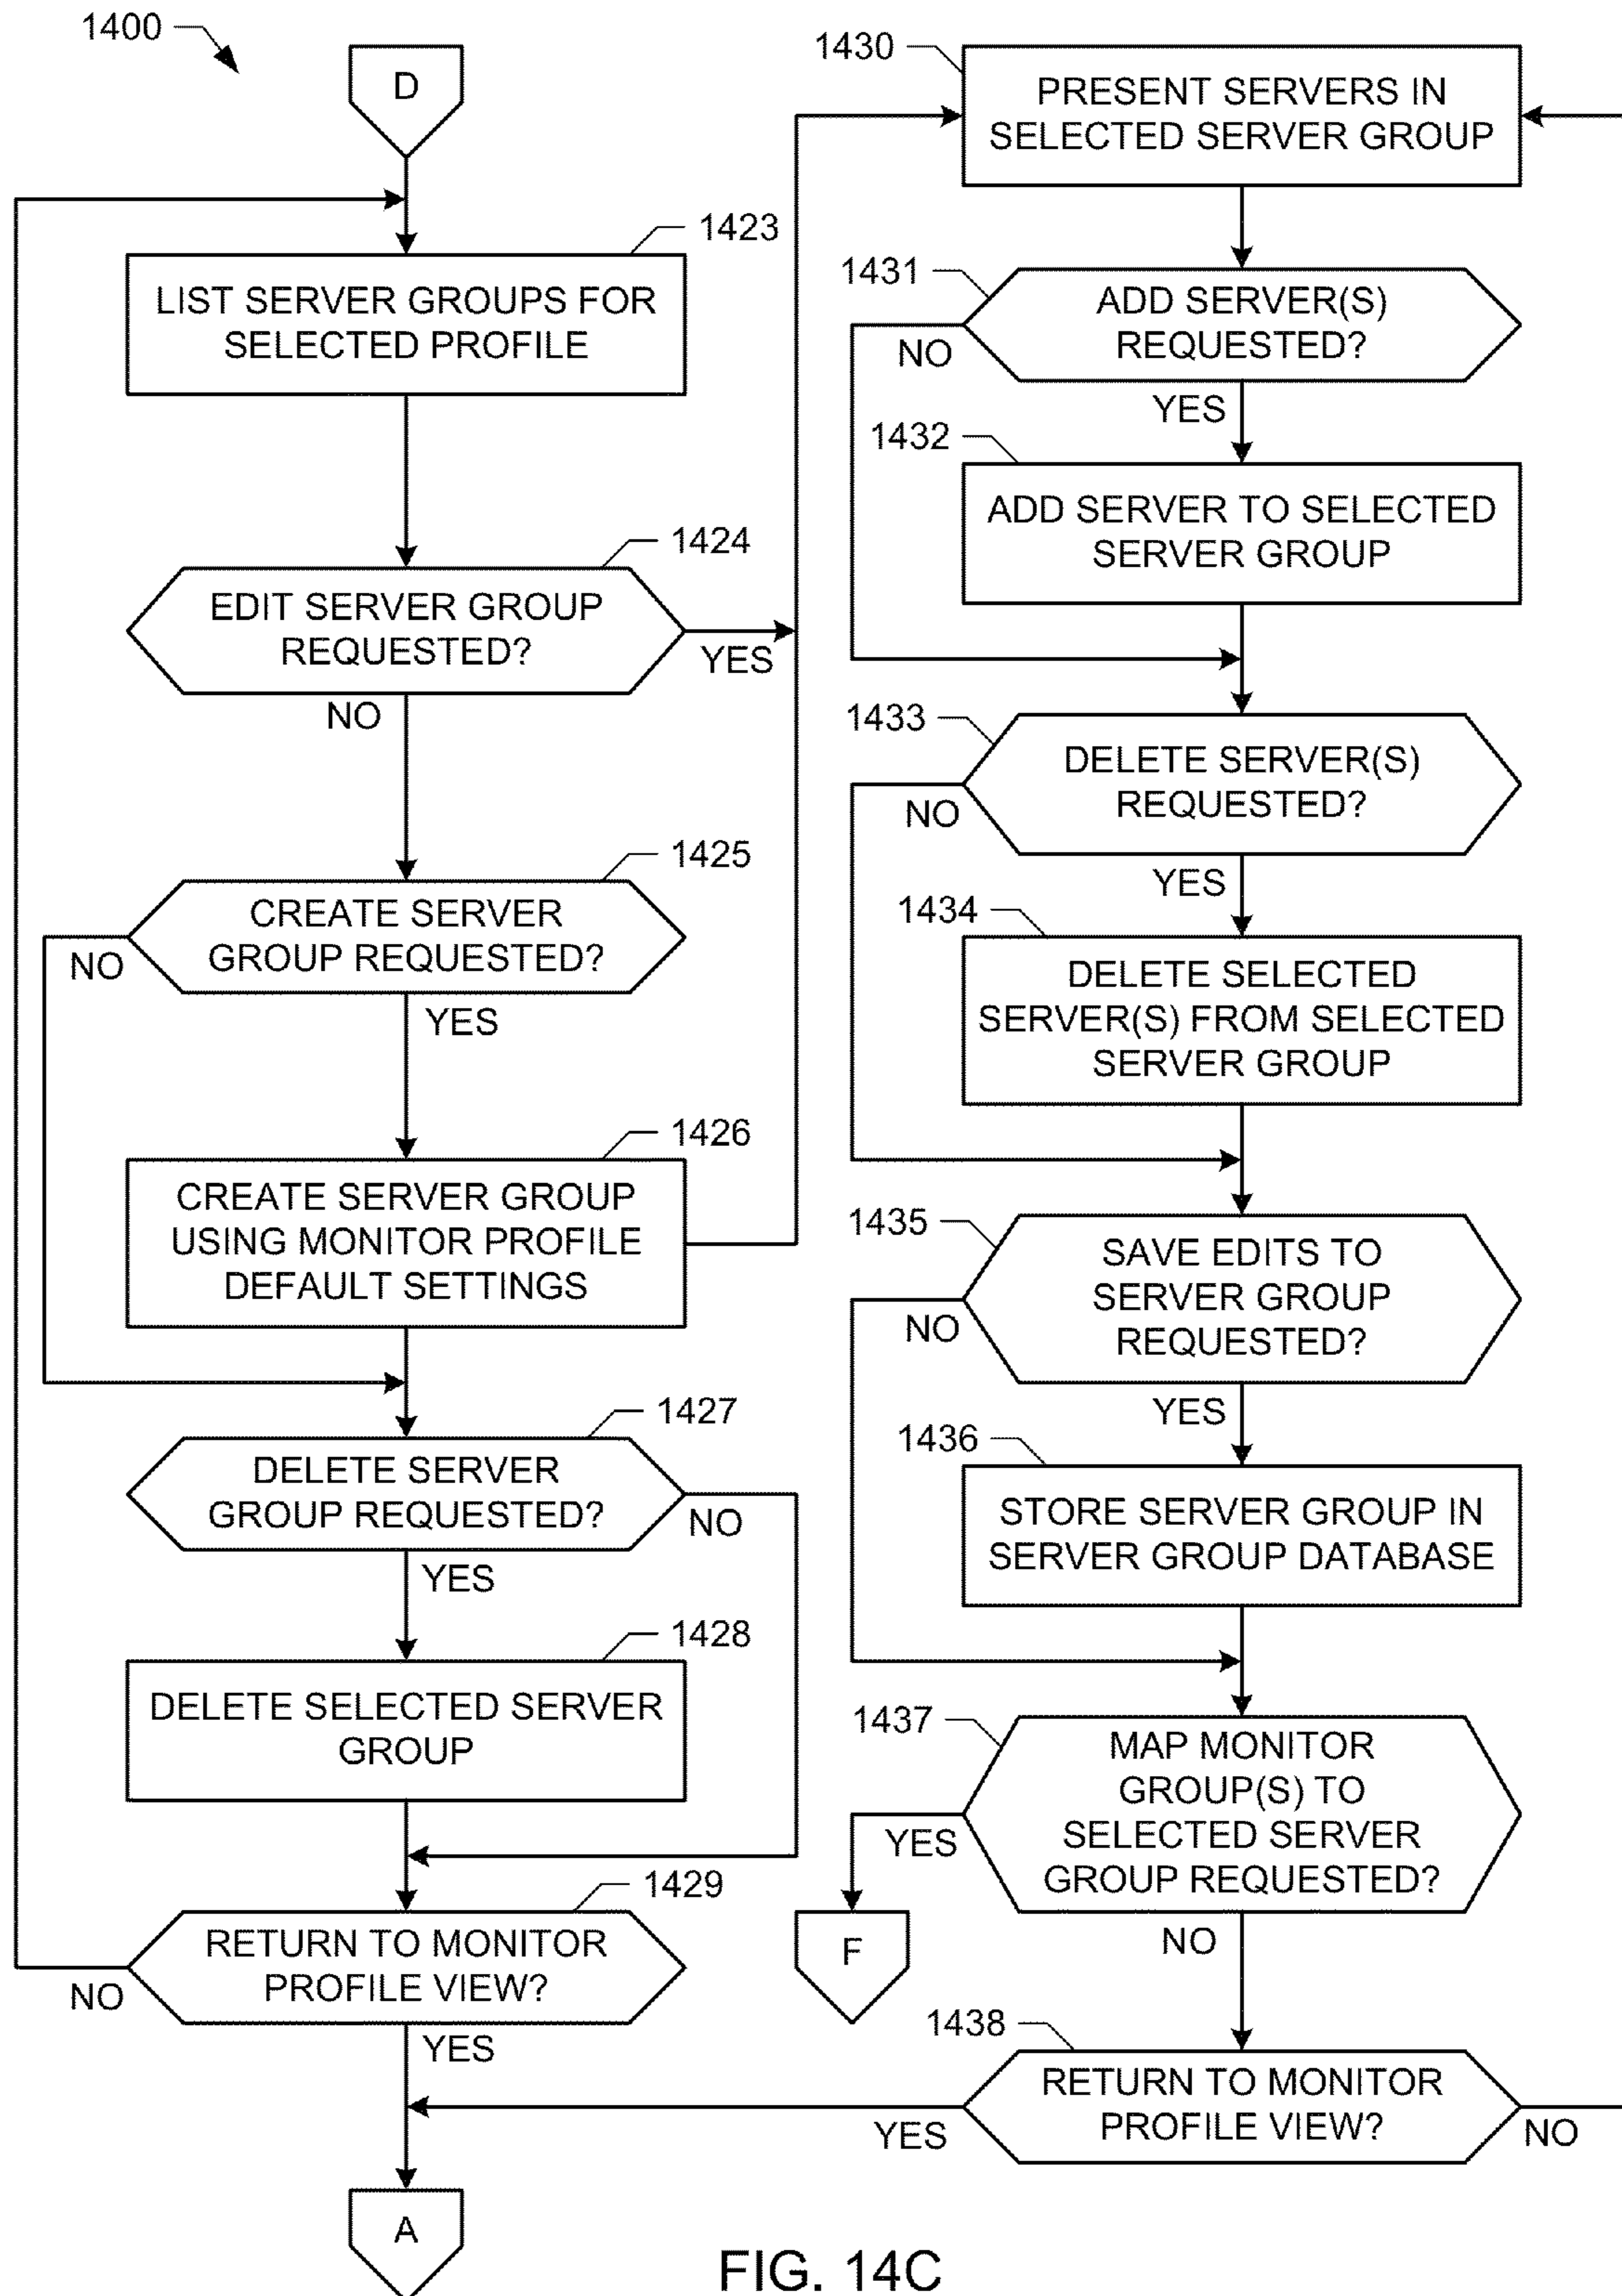 1400
D
1423
LIST SERVER GROUPS FOR
SELECTED PROFILE
1424
EDIT SERVER GROUP
REQUESTED?
YES
NO
1425
CREATE SERVER
GROUP REQUESTED?
NO
YES
1426
CREATE SERVER GROUP
USING MONITOR PROFILE
DEFAULT SETTINGS
1427
DELETE SERVER
GROUP REQUESTED?
NO
YES
1428
DELETE SELECTED SERVER
GROUP
1429
RETURN TO MONITOR
PROFILE VIEW?
NO
YES
A
1430
PRESENT SERVERS IN
SELECTED SERVER GROUP
1431
ADD SERVER(S)
REQUESTED?
NO
YES
1432
ADD SERVER TO SELECTED
SERVER GROUP
1433
DELETE SERVER(S)
REQUESTED?
NO
YES
1434
DELETE SELECTED
SERVER(S) FROM SELECTED
SERVER GROUP
1435
SAVE EDITS TO
SERVER GROUP
REQUESTED?
NO
YES
1436
STORE SERVER GROUP IN
SERVER GROUP DATABASE
1437
MAP MONITOR
GROUP(S) TO
SELECTED SERVER
GROUP REQUESTED?
YES
F
NO
1438
RETURN TO MONITOR
PROFILE VIEW?
YES
NO
FIG. 14C